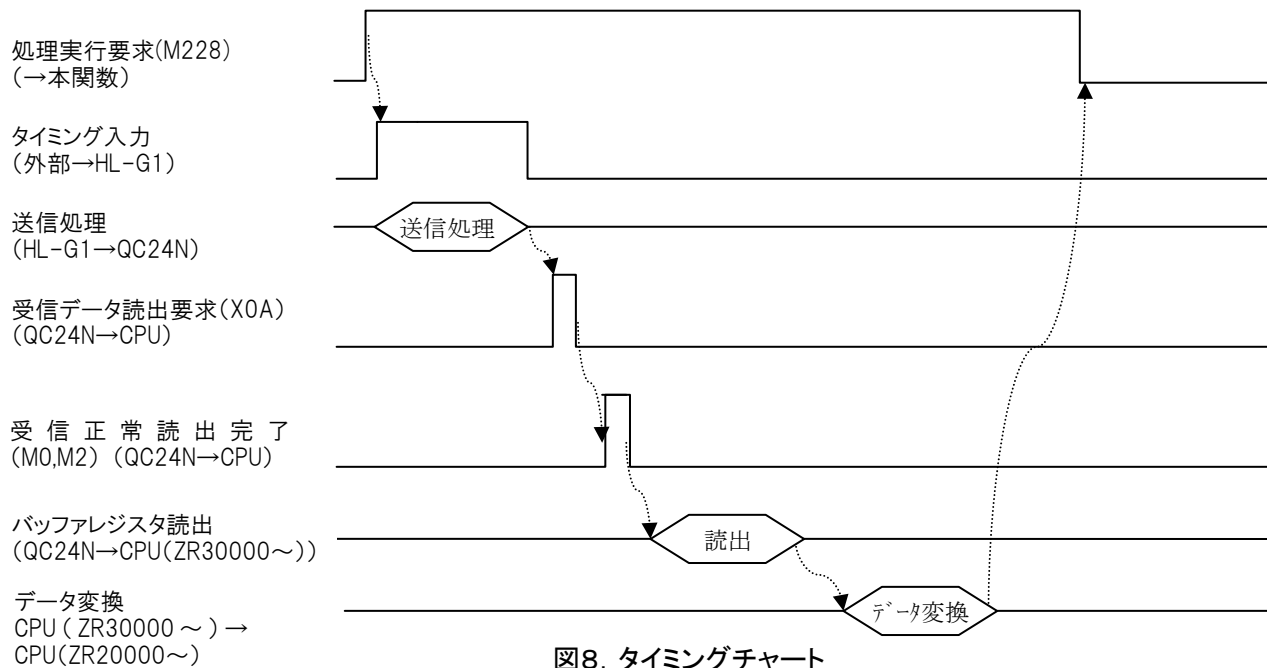 処理実行要求(M228)
(→本関数)
タイミング入力
(外部→HL-G1)
送信処理
(HL-G1→QC24N)
送信処理
受信データ読出要求(X0A)
(QC24N→CPU)
受信正常読出完了
(M0,M2) (QC24N→CPU)
バッファレジスタ読出
(QC24N→CPU(ZR30000～))
読出
データ変換
CPU(ZR30000～)→
CPU(ZR20000～)
ﾃﾞｰﾀ変換
図8．タイミングチャート